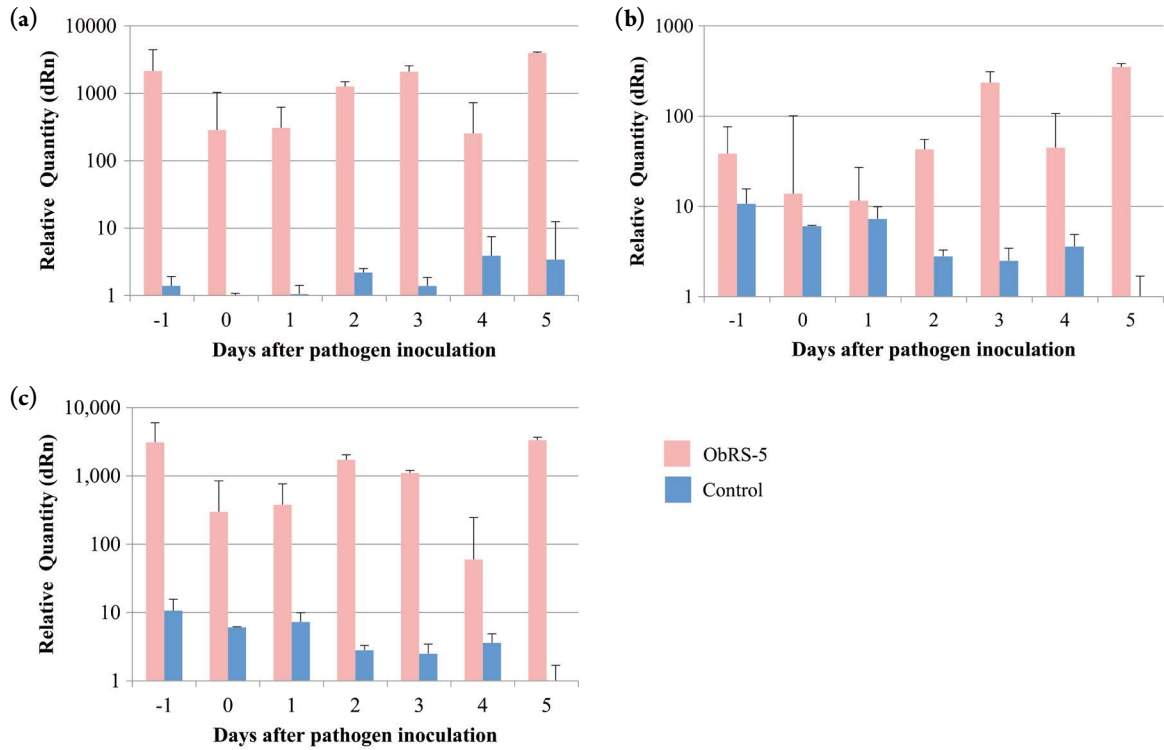 (a)
Relative Quantity (dRn)
10000
1000
100
10
1
-1 0 1 2 3 4 5
Days after pathogen inoculation
(b)
Relative Quantity (dRn)
1000
100
10
1
-1 0 1 2 3 4 5
Days after pathogen inoculation
(c)
Relative Quantity (dRn)
10,000
1,000
100
10
1
-1 0 1 2 3 4 5
Days after pathogen inoculation
ObRS-5
Control